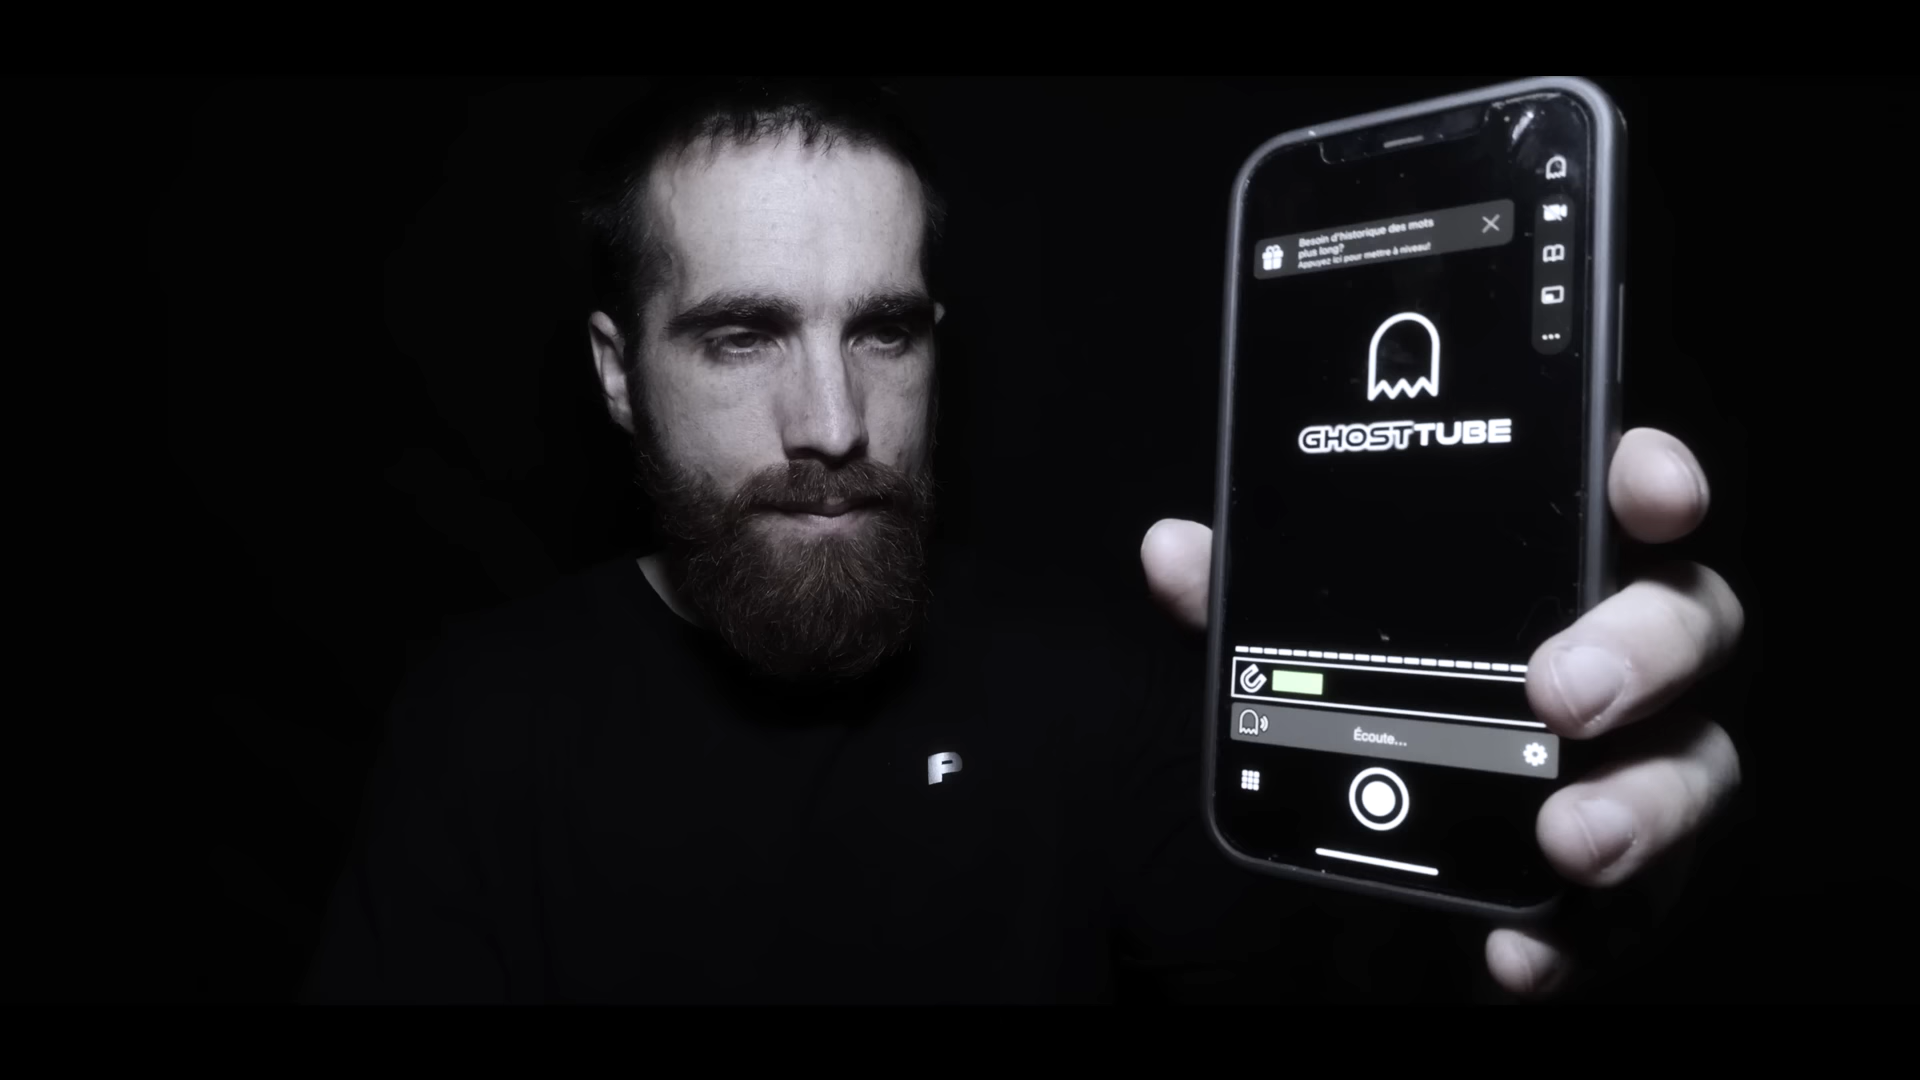 Besoin d'historique des mots
plus long?
Appuyez ici pour mettre à niveau!
GHOSTTUBE
Écoute...
P